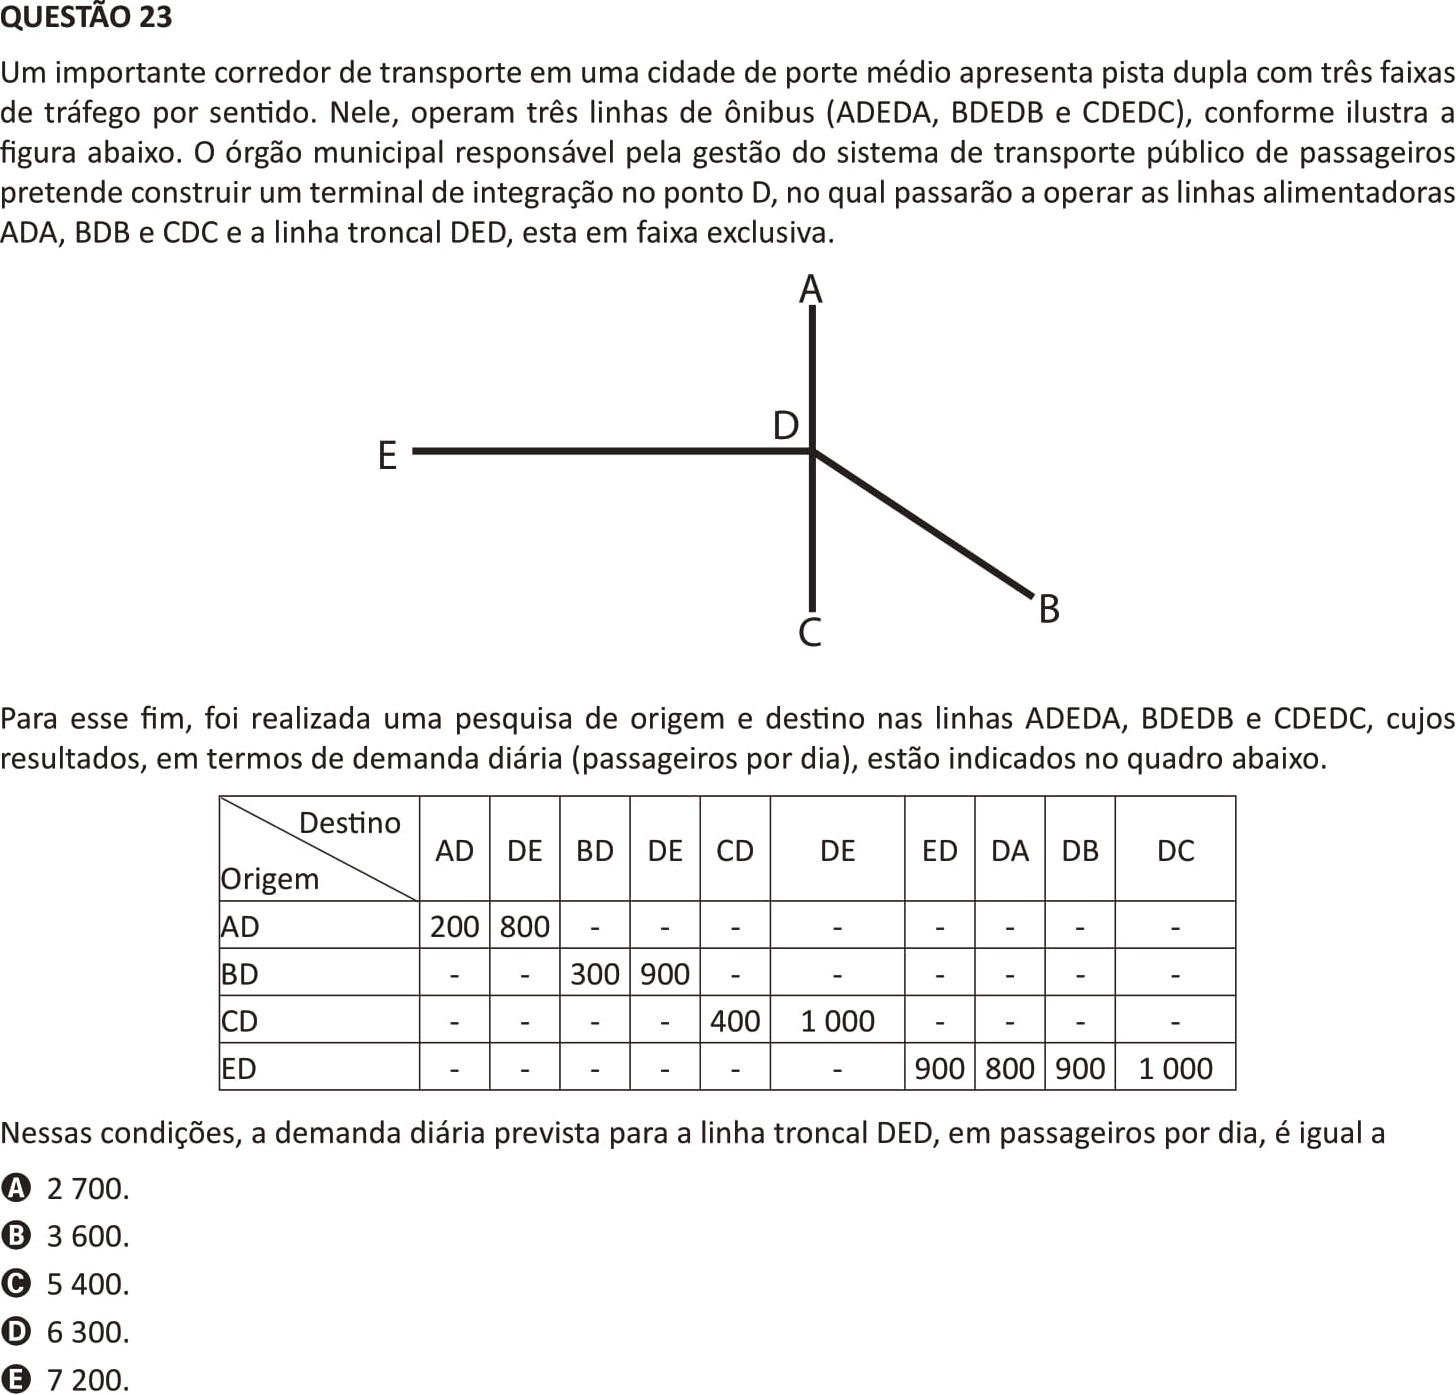 QUESTÃO 23
Um importante corredor de transporte em uma cidade de porte médio apresenta pista dupla com três faixas
de tráfego por sentido. Nele, operam três linhas de ônibus (ADEDA, BDEDB e CDEDC), conforme ilustra a
figura abaixo. O órgão municipal responsável pela gestão do sistema de transporte público de passageiros
pretende construir um terminal de integração no ponto D, no qual passarão a operar as linhas alimentadoras
ADA, BDB e CDC e a linha troncal DED, esta em faixa exclusiva.
A
D
E
B
C
Para esse fim, foi realizada uma pesquisa de origem e destino nas linhas ADEDA, BDEDB e CDEDC, cujos
resultados, em termos de demanda diária (passageiros por dia), estão indicados no quadro abaixo.
Destino
Origem
AD DE BD DE CD DE ED DA DB DC
AD 200 800 - - - - - - - -
BD - - 300 900 - - - - - -
CD - - - - 400 1 000 - - - -
ED - - - - - - 900 800 900 1 000
Nessas condições, a demanda diária prevista para a linha troncal DED, em passageiros por dia, é igual a
A 2 700.
B 3 600.
C 5 400.
D 6 300.
E 7 200.